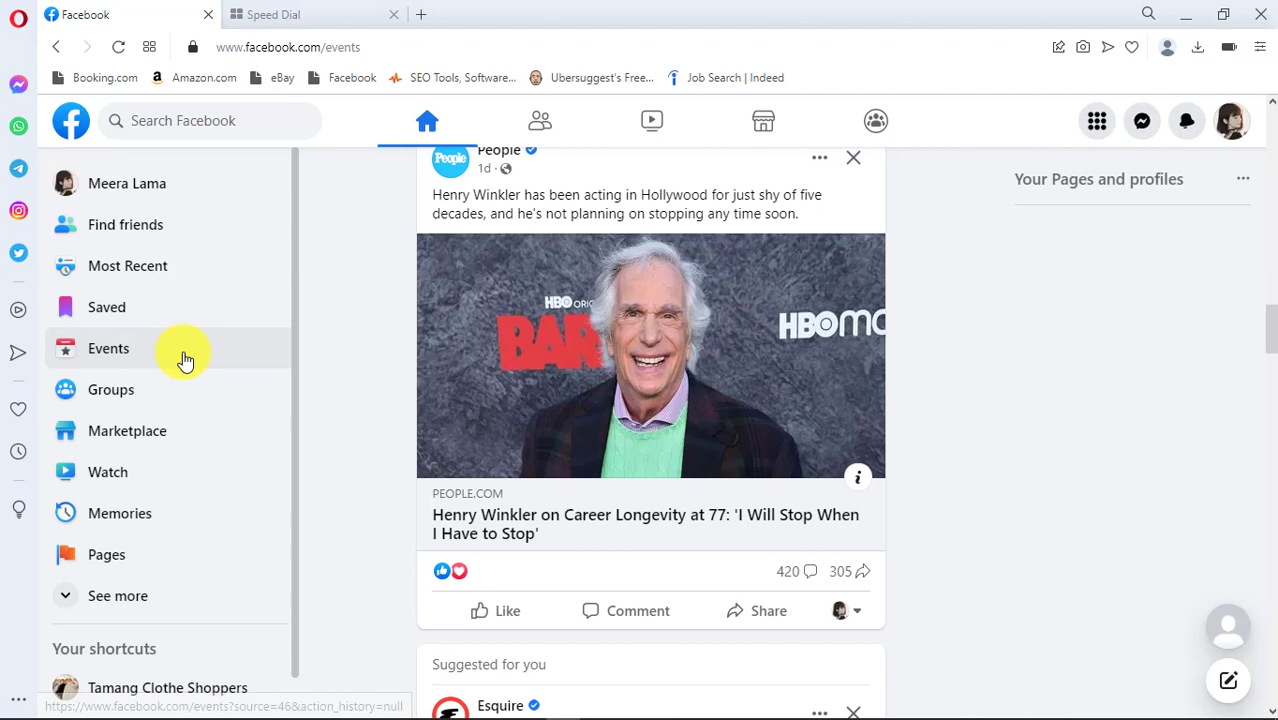 Facebook
Speed Dial
www.facebook.com/events
Booking.com
Amazon.com
eBay
Facebook
SEO Tools, Software...
Ubersuggest's Free...
Job Search | Indeed
Search Facebook
Meera Lama
Find friends
Most Recent
Saved
Events
Groups
Marketplace
Watch
Memories
Pages
See more
Your shortcuts
Tamang Clothe Shoppers
https://www.facebook.com/events?source=46&action_history=null
People
People
1d
Henry Winkler has been acting in Hollywood for just shy of five
decades, and he's not planning on stopping any time soon.
HBO ORI
BAR
HBOMO
PEOPLE.COM
Henry Winkler on Career Longevity at 77: 'I Will Stop When
I Have to Stop'
420
305
Like
Comment
Share
Suggested for you
Esquire
Your Pages and profiles